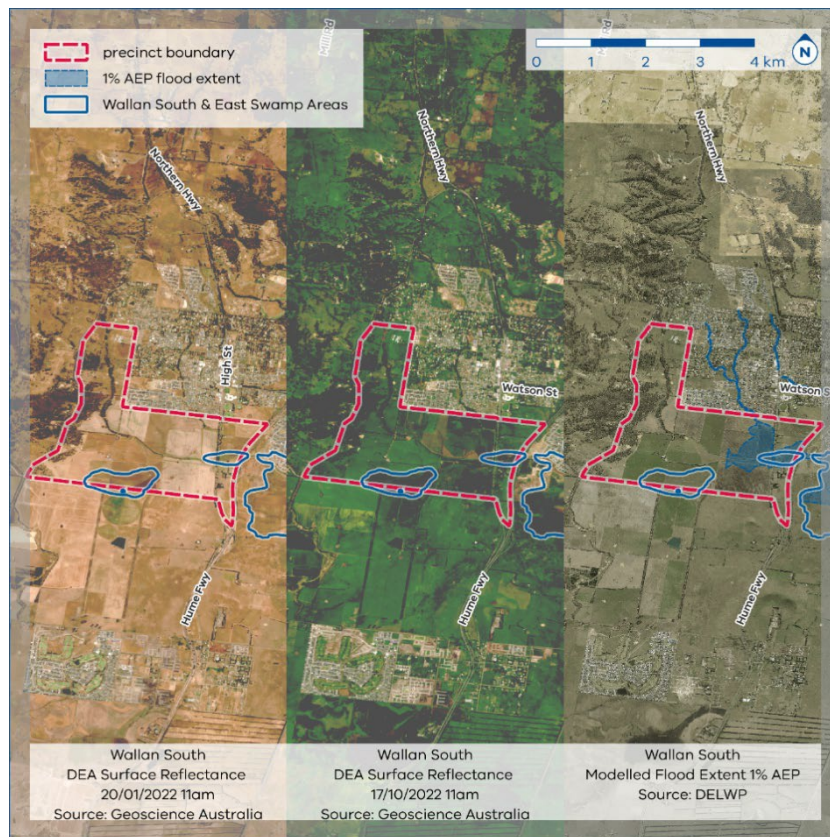 Mill Rd
precinct boundary
1% AEP flood extent
Wallan South & East Swamp Areas
0 1 2 3 4 km
N
Northern Hwy
Northern Hwy
Northern Hwy
High St
Watson St
Watson S
Hume Fwy
Hume Fwy
Hume Fwy
Wallan South
DEA Surface Reflectance
20/01/2022 11am
Source: Geoscience Australia
Wallan South
DEA Surface Reflectance
17/10/2022 11am
Source: Geoscience Australia
Wallan South
Modelled Flood Extent 1% AEP
Source: DELWP